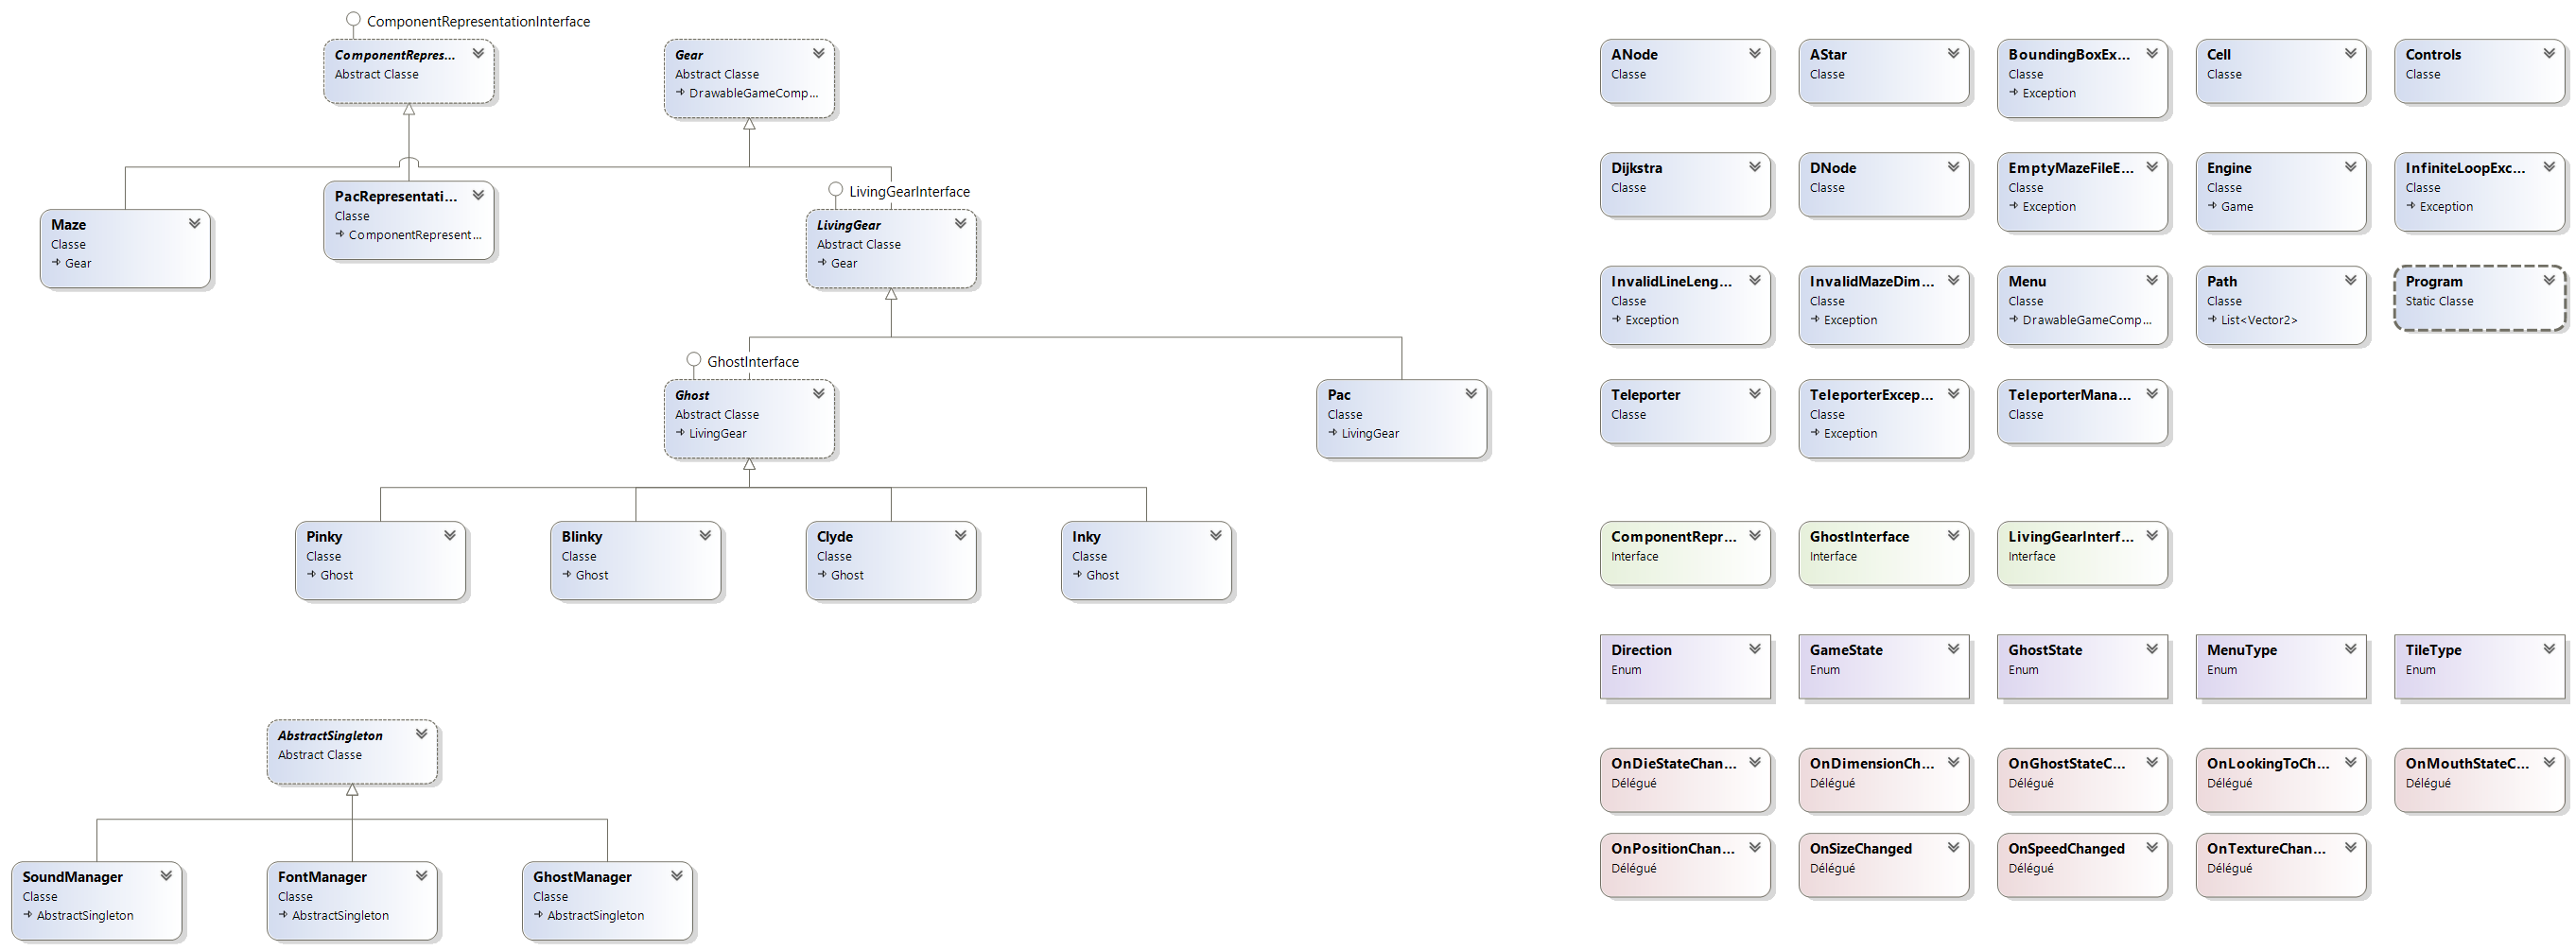 ComponentRepresentationInterface
ComponentRepres...
Abstract Classe
Gear
Abstract Classe
DrawableGameComp...
Maze
Classe
Gear
PacRepresentati...
Classe
ComponentRepresent...
LivingGearInterface
LivingGear
Abstract Classe
Gear
GhostInterface
Ghost
Abstract Classe
LivingGear
Pac
Classe
LivingGear
Pinky
Classe
Ghost
Blinky
Classe
Ghost
Clyde
Classe
Ghost
Inky
Classe
Ghost
AbstractSingleton
Abstract Classe
SoundManager
Classe
AbstractSingleton
FontManager
Classe
AbstractSingleton
GhostManager
Classe
AbstractSingleton
ANode
Classe
AStar
Classe
BoundingBoxEx...
Classe
Exception
Cell
Classe
Controls
Classe
Dijkstra
Classe
DNode
Classe
EmptyMazeFileE...
Classe
Exception
Engine
Classe
Game
InfiniteLoopExc...
Classe
Exception
InvalidLineLeng...
Classe
Exception
InvalidMazeDim...
Classe
Exception
Menu
Classe
DrawableGameComp...
Path
Classe
List<Vector2>
Program
Static Classe
Teleporter
Classe
TeleporterExcep...
Classe
Exception
TeleporterMana...
Classe
ComponentRepr...
Interface
GhostInterface
Interface
LivingGearInterf...
Interface
Direction
Enum
GameState
Enum
GhostState
Enum
MenuType
Enum
TileType
Enum
OnDieStateChan...
Délégué
OnDimensionCh...
Délégué
OnGhostStateC...
Délégué
OnLookingToCh...
Délégué
OnMouthStateC...
Délégué
OnPositionChan...
Délégué
OnSizeChanged
Délégué
OnSpeedChanged
Délégué
OnTextureChan...
Délégué